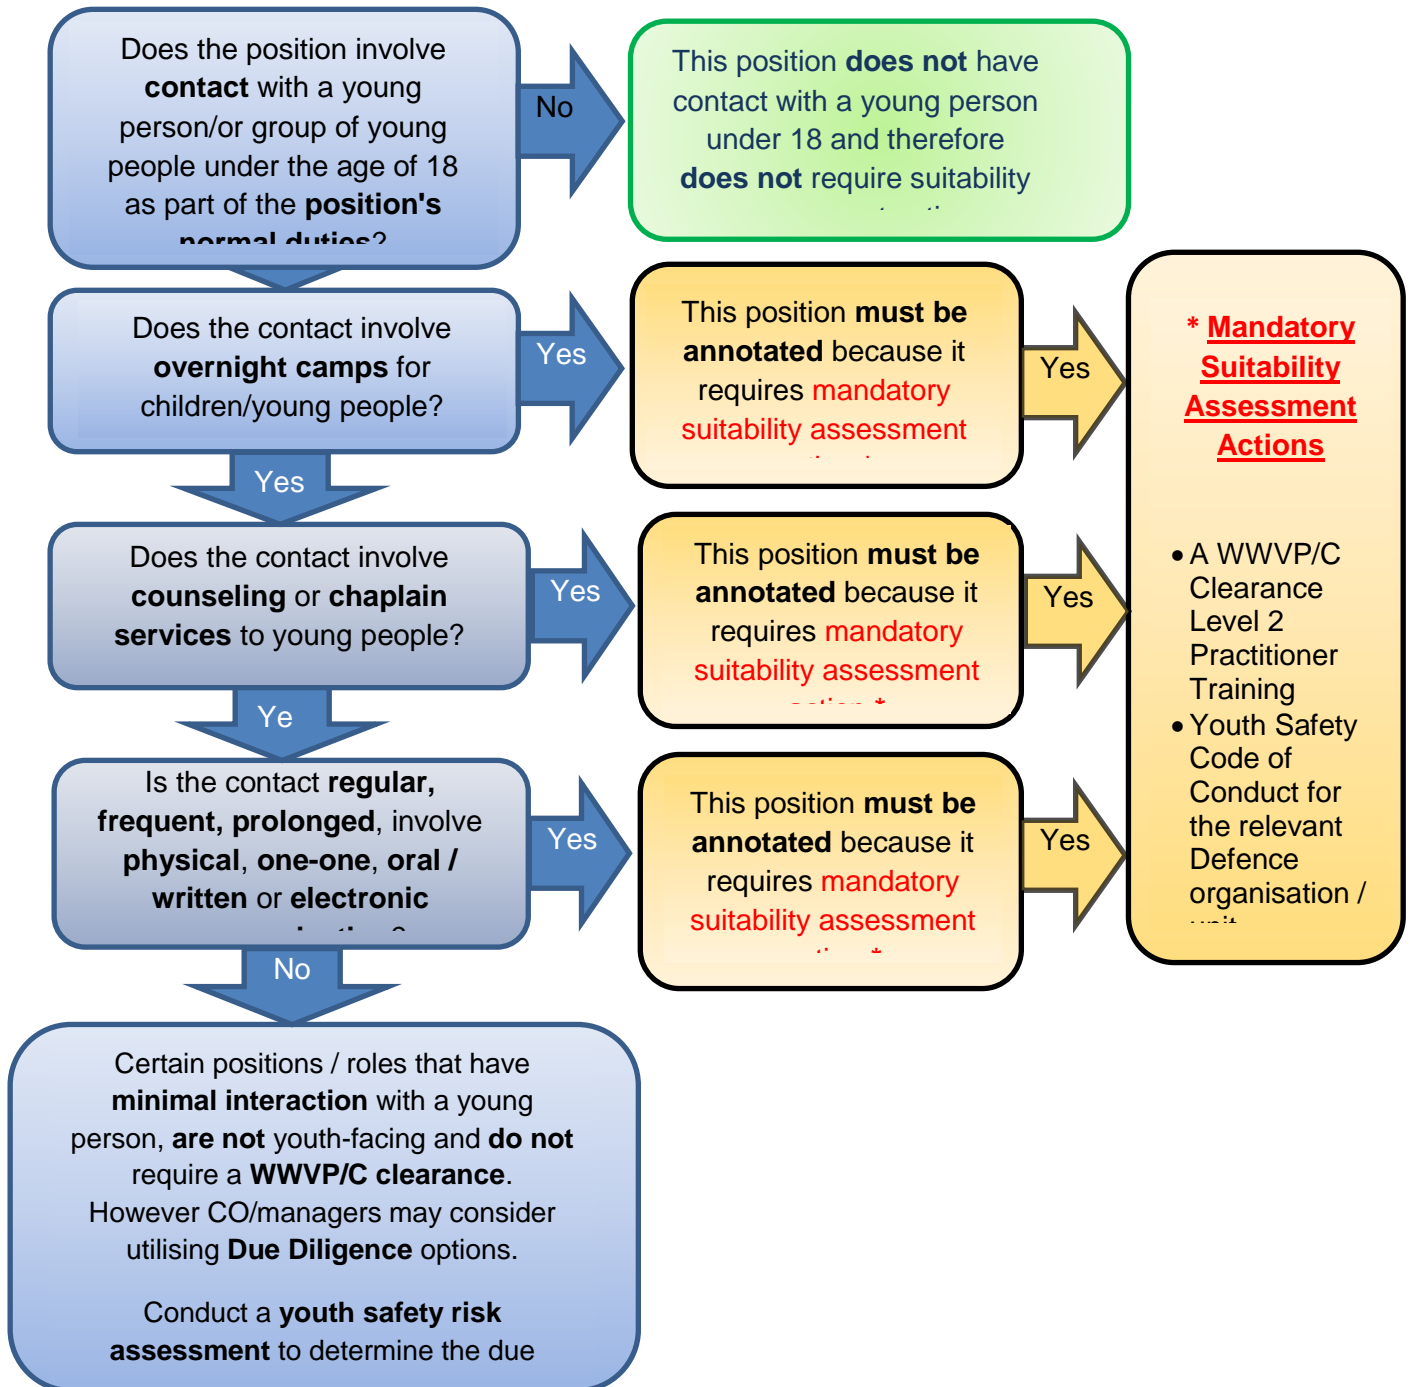 Does the position involve
contact with a young
person/or group of young
people under the age of 18
as part of the position's
normal duties?
No
This position does not have
contact with a young person
under 18 and therefore
does not require suitability
Does the contact involve
overnight camps for
children/young people?
Yes
This position must be
annotated because it
requires mandatory
suitability assessment
Yes
Yes
Does the contact involve
counseling or chaplain
services to young people?
Yes
This position must be
annotated because it
requires mandatory
suitability assessment
action *
Yes
Ye
Is the contact regular,
frequent, prolonged, involve
physical, one-one, oral /
written or electronic
Yes
This position must be
annotated because it
requires mandatory
suitability assessment
Yes
No
Certain positions / roles that have
minimal interaction with a young
person, are not youth-facing and do not
require a WWVP/C clearance.
However CO/managers may consider
utilising Due Diligence options.
Conduct a youth safety risk
assessment to determine the due
* Mandatory
Suitability
Assessment
Actions
• A WWVP/C
Clearance
Level 2
Practitioner
Training
• Youth Safety
Code of
Conduct for
the relevant
Defence
organisation /
unit